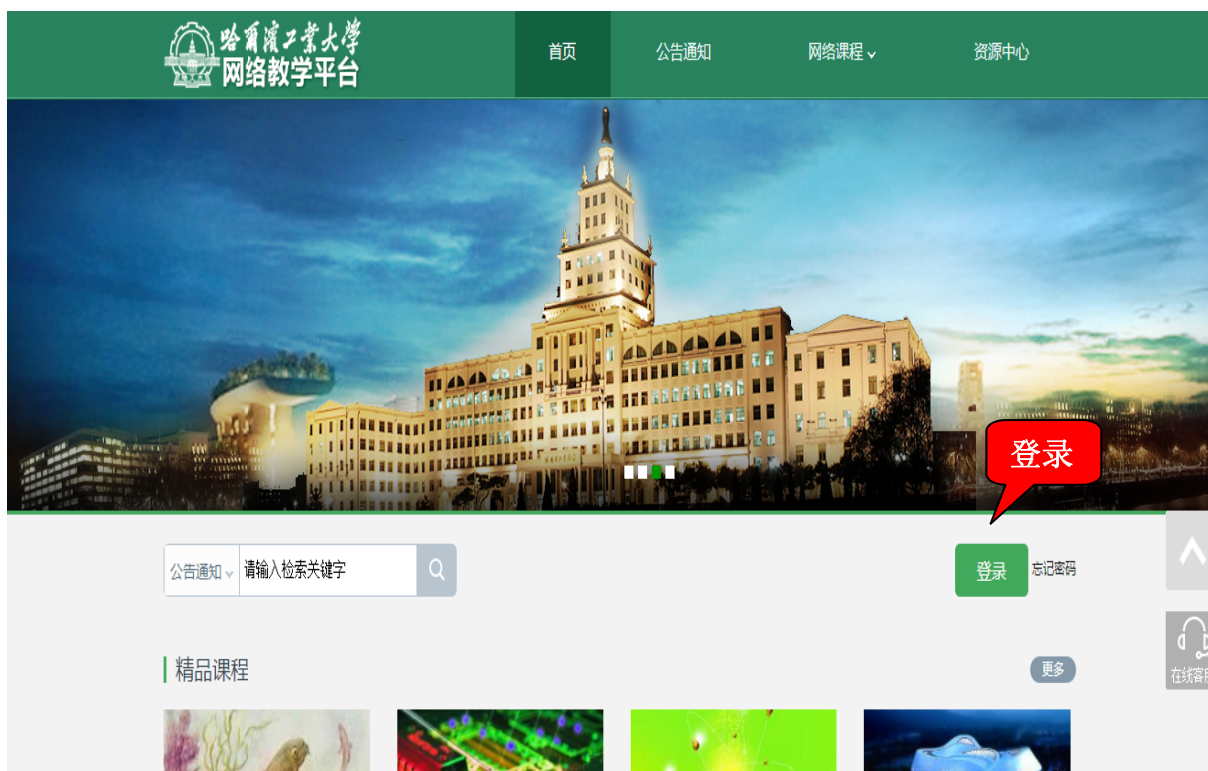 哈爾濱工業大學
网络教学平台
首页
公告通知
网络课程
资源中心
登录
公告通知
请输入检索关键字
登录
忘记密码
在线客服
精品课程
更多